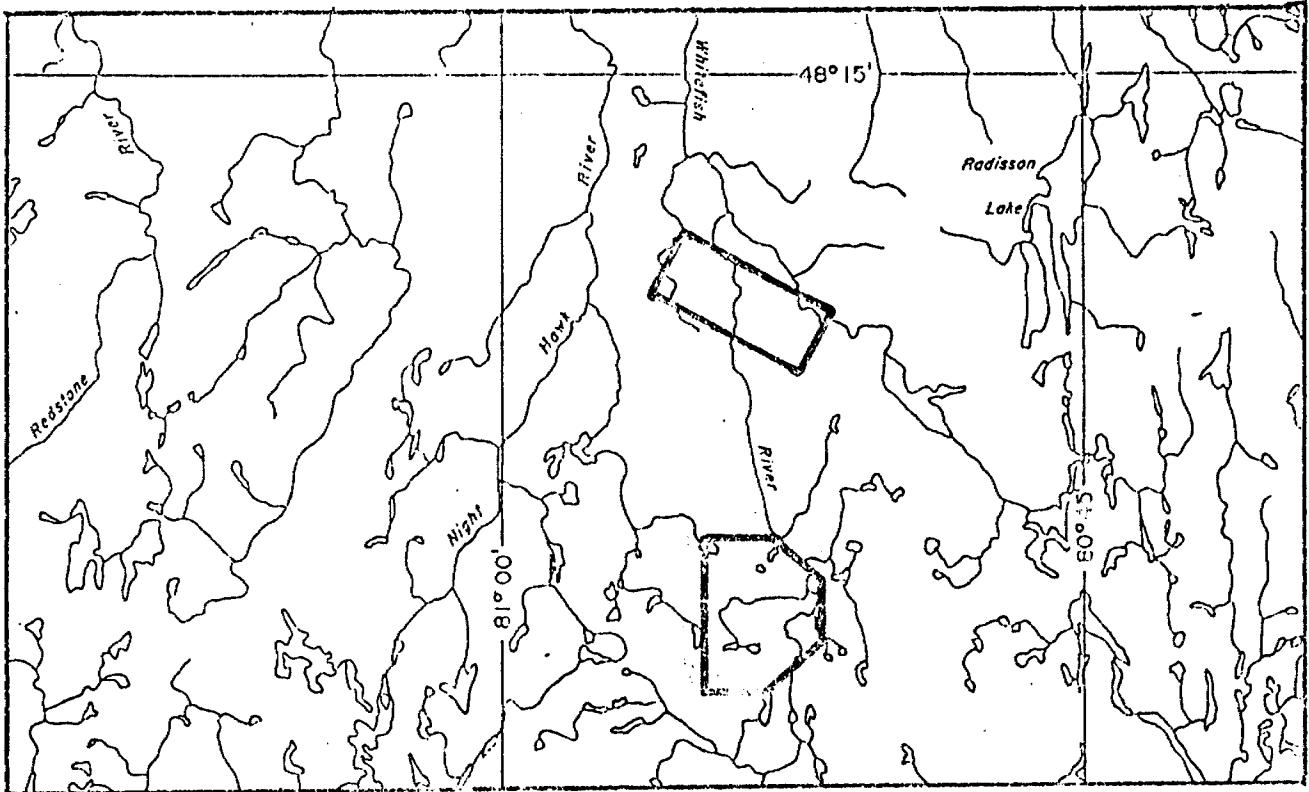 48°15'
Whitefish
River
River
Radisson
Lake
Hawk
Redstone
River
Night
81°00'
80°45'